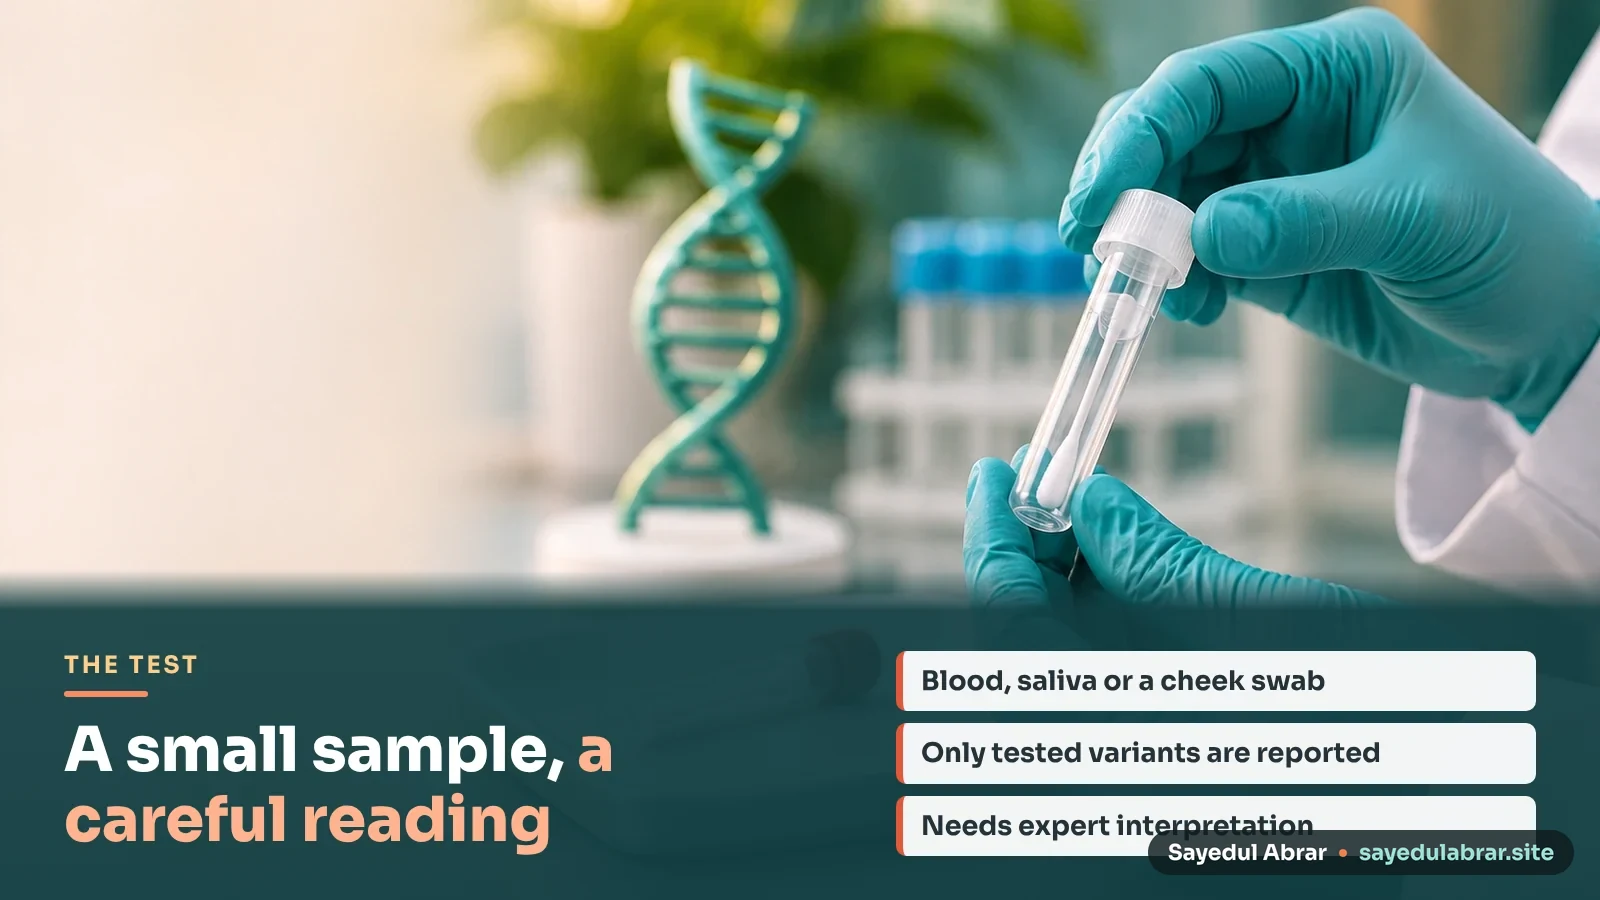 THE TEST
A small sample, a
careful reading
Blood, saliva or a cheek swab
Only tested variants are reported
Needs expert interpretation
Sayedul Abrar • sayedulabrar.site